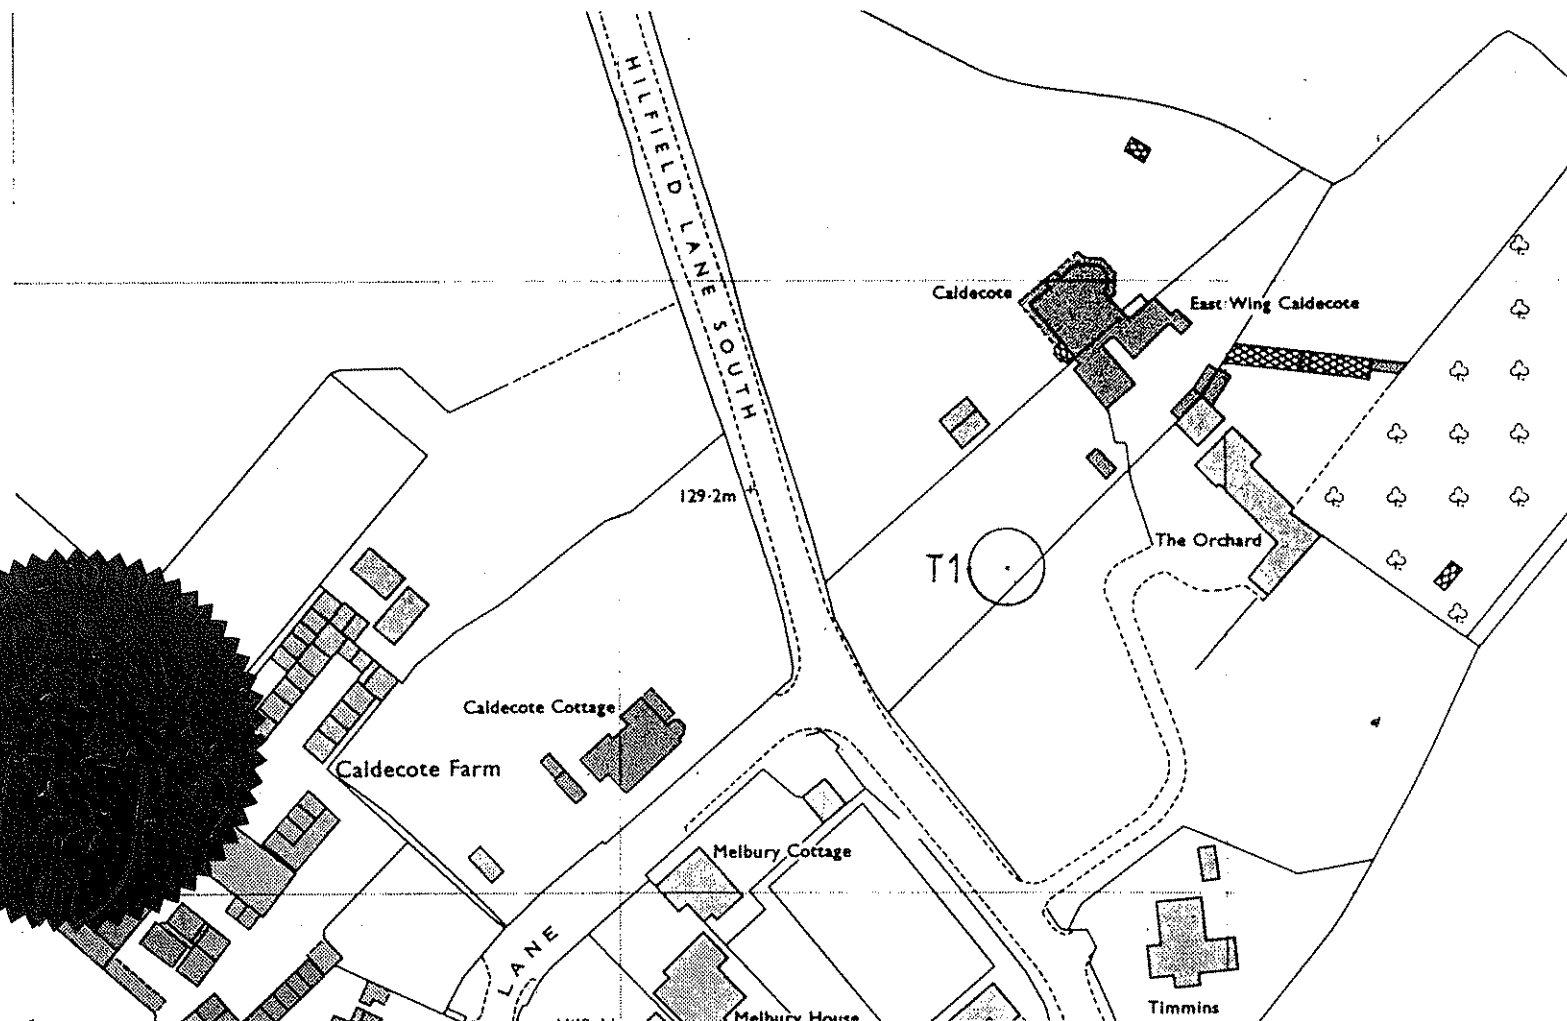 HILFIELD LANE SOUTH
Caldecote
East Wing Caldecote
129·2m
T1
The Orchard
Caldecote Cottage
Caldecote Farm
Melbury Cottage
LANE
Melbury House
Timmins